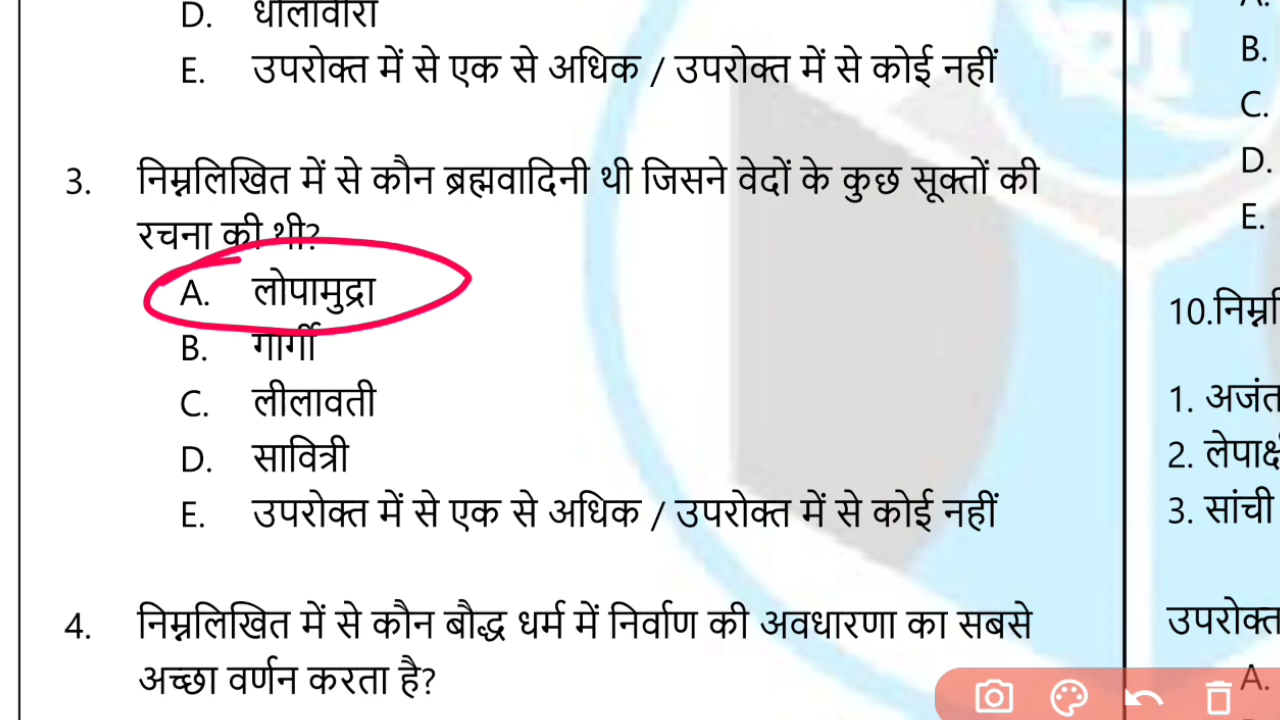 D. धोलावीरा
E. उपरोक्त में से एक से अधिक / उपरोक्त में से कोई नहीं
3. निम्नलिखित में से कौन ब्रह्मवादिनी थी जिसने वेदों के कुछ सूक्तों की
रचना की थी?
A. लोपामुद्रा
B. गार्गी
C. लीलावती
D. सावित्री
E. उपरोक्त में से एक से अधिक / उपरोक्त में से कोई नहीं
4. निम्नलिखित में से कौन बौद्ध धर्म में निर्वाण की अवधारणा का सबसे
अच्छा वर्णन करता है?
B.
C.
D.
E.
10.
1.
2.
3. सांची
उपरोक्त
A.